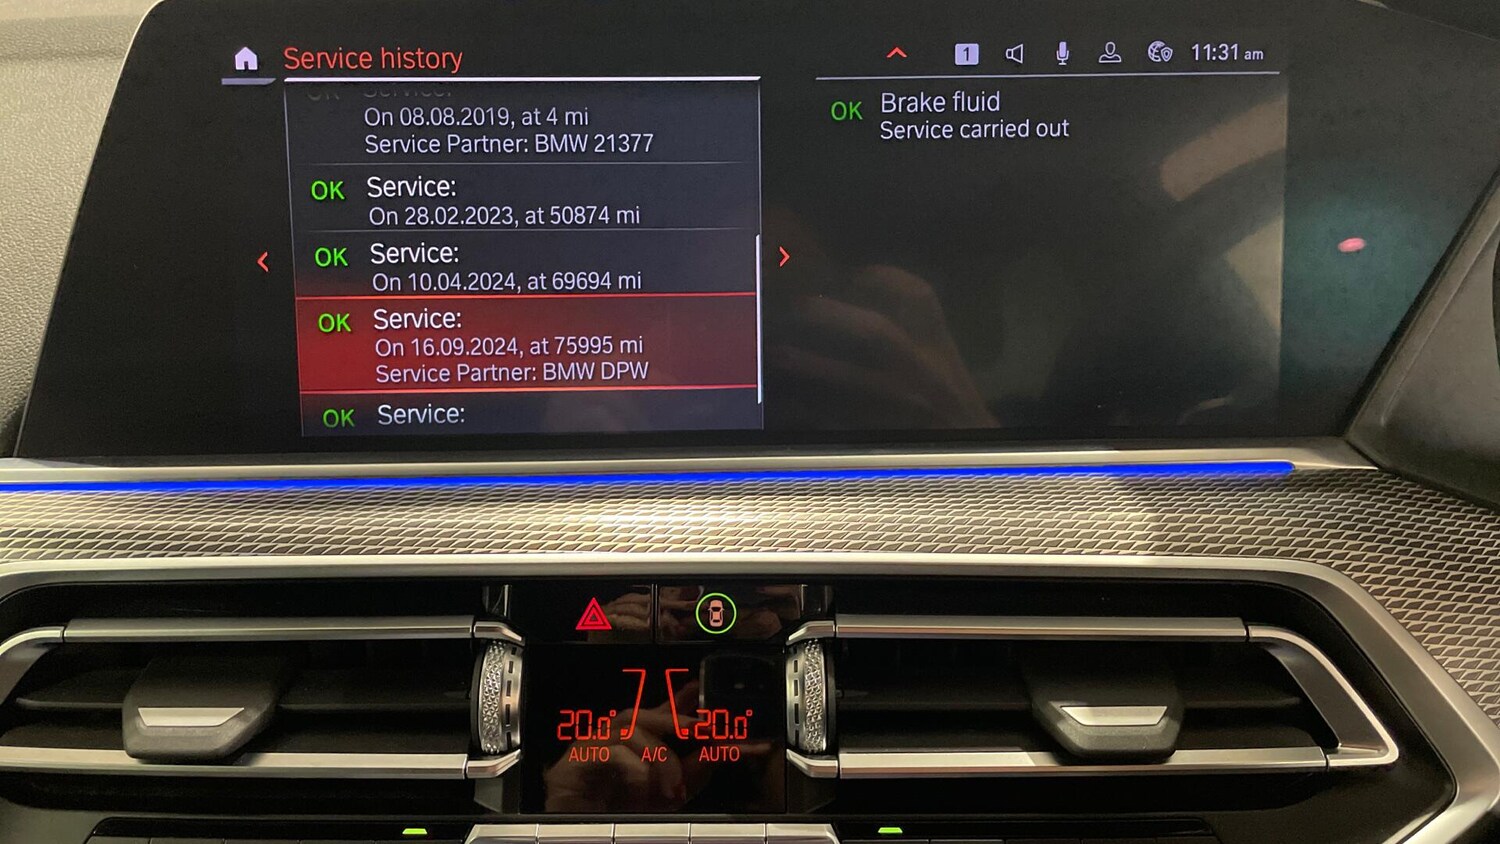 Service history
1
11:31 am
On 08.08.2019, at 4 mi
Service Partner: BMW 21377
OK Service:
On 28.02.2023, at 50874 mi
OK Service:
On 10.04.2024, at 69694 mi
OK Service:
On 16.09.2024, at 75995 mi
Service Partner: BMW DPW
OK Service:
OK Brake fluid
Service carried out
20.0° 20.0°
AUTO A/C AUTO